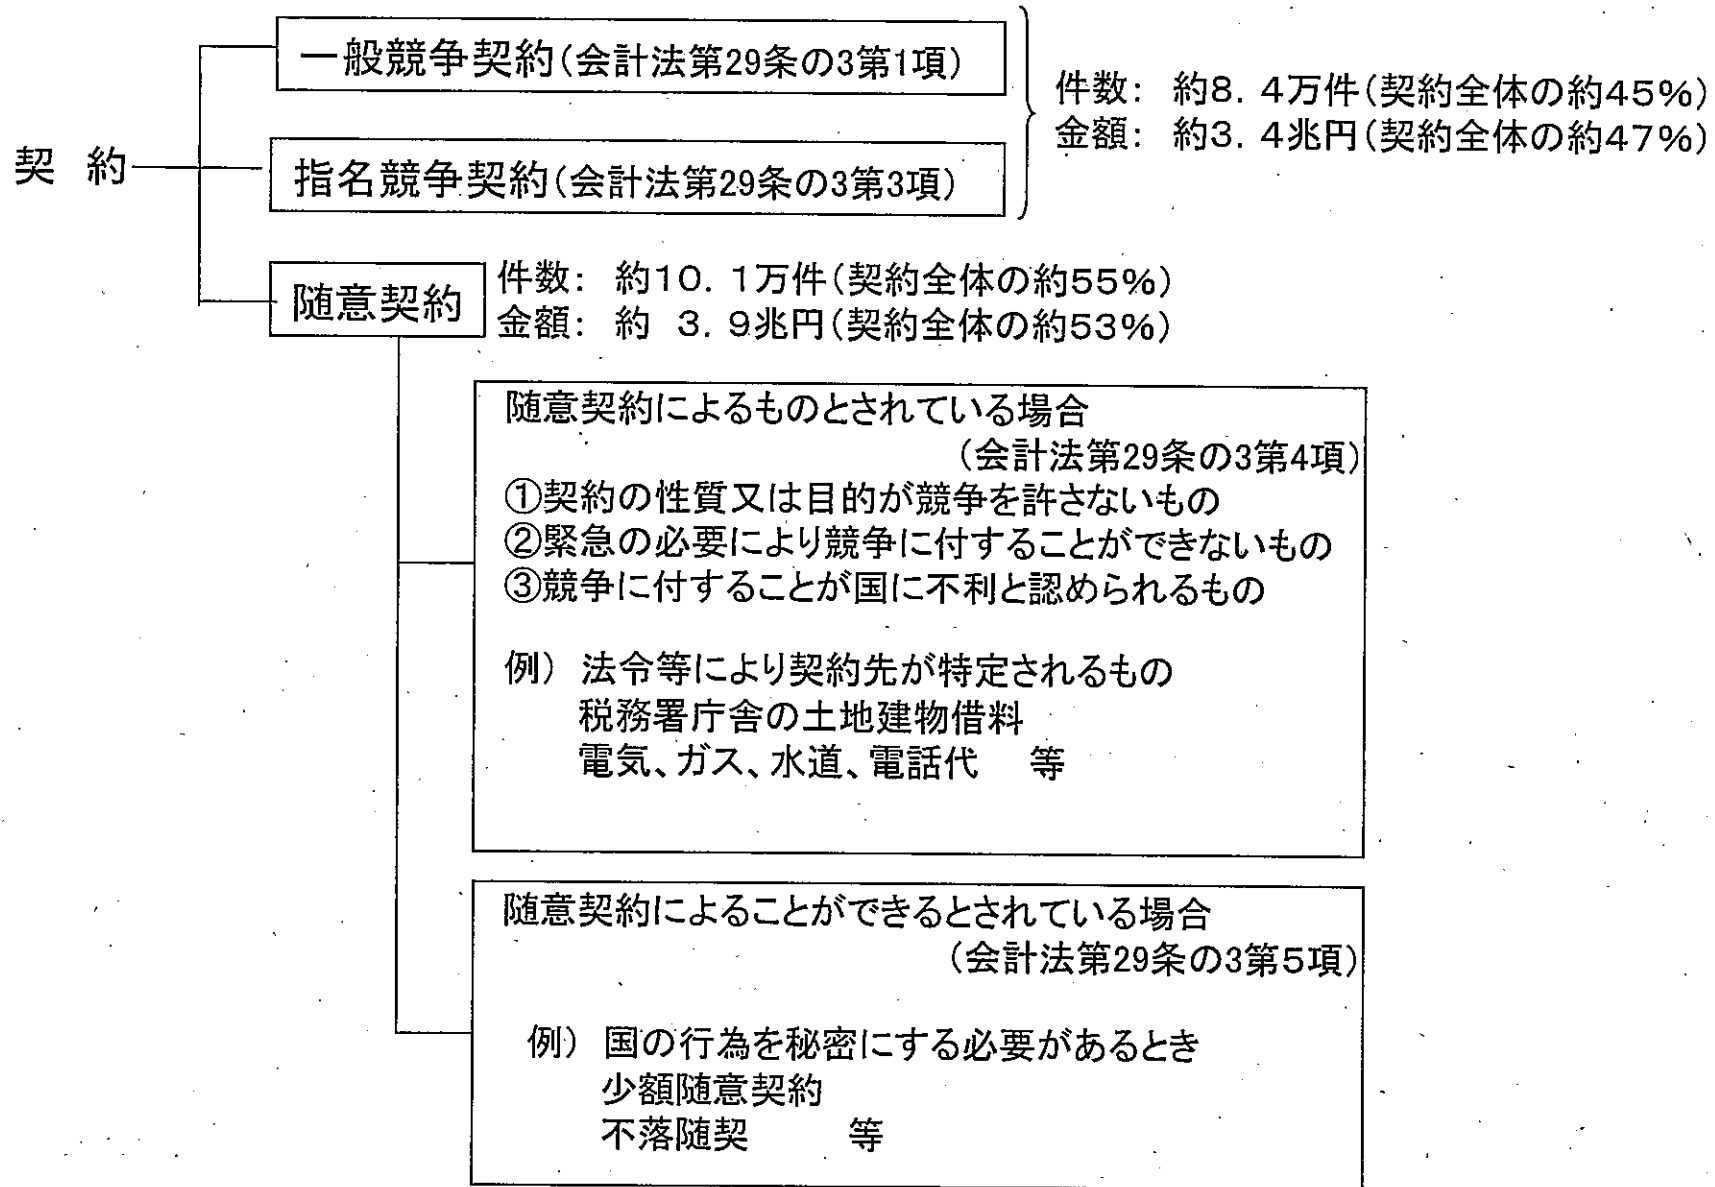 一般競争契約(会計法第29条の3第1項)
件数: 約8.4万件(契約全体の約45%)
金額: 約3.4兆円(契約全体の約47%)
契 約
指名競争契約(会計法第29条の3第3項)
随意契約
件数: 約10.1万件(契約全体の約55%)
金額: 約 3.9兆円(契約全体の約53%)
随意契約によるものとされている場合
(会計法第29条の3第4項)
①契約の性質又は目的が競争を許さないもの
②緊急の必要により競争に付することができないもの
③競争に付することが国に不利と認められるもの
例) 法令等により契約先が特定されるもの
税務署庁舎の土地建物借料
電気、ガス、水道、電話代 等
随意契約によることができるとされている場合
(会計法第29条の3第5項)
例) 国の行為を秘密にする必要があるとき
少額随意契約
不落随契 等